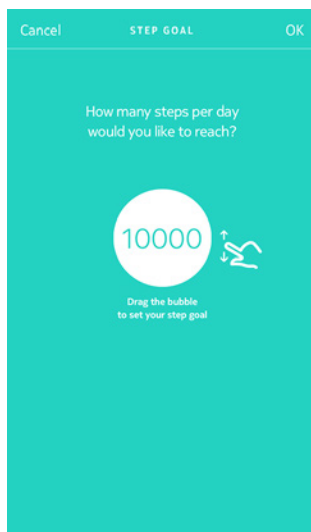 Cancel STEP GOAL OK
How many steps per day
would you like to reach?
10000
Drag the bubble
to set your step goal